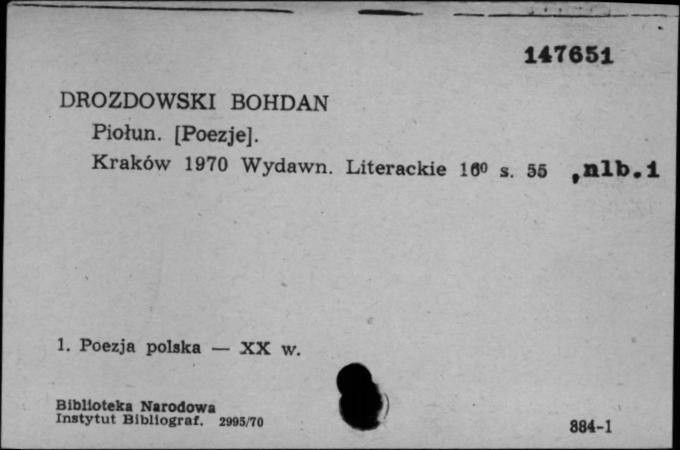 147651
DROZDOWSKI BOHDAN
Piołun. [Poezje].
Kraków 1970 Wydawn. Literackie 16⁰ s. 55 ,nlb.1
1. Poezja polska — XX w.
Biblioteka Narodowa
Instytut Bibliograf. 2995/70
884-1